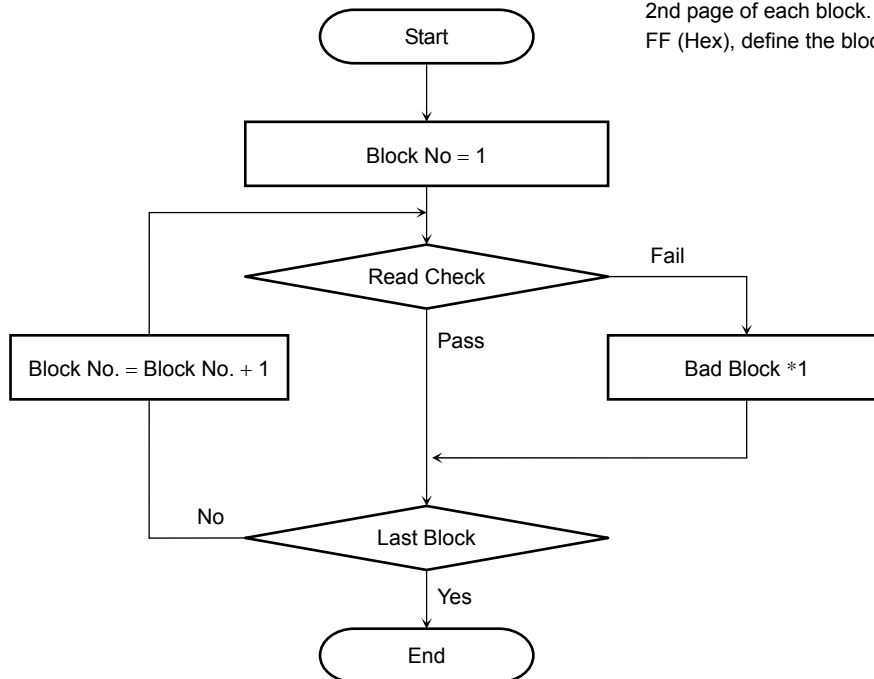 2nd page of each block.
FF (Hex), define the bloc
Start
Block No = 1
Read Check
Fail
Pass
Block No. = Block No. + 1
Bad Block *1
No
Last Block
Yes
End